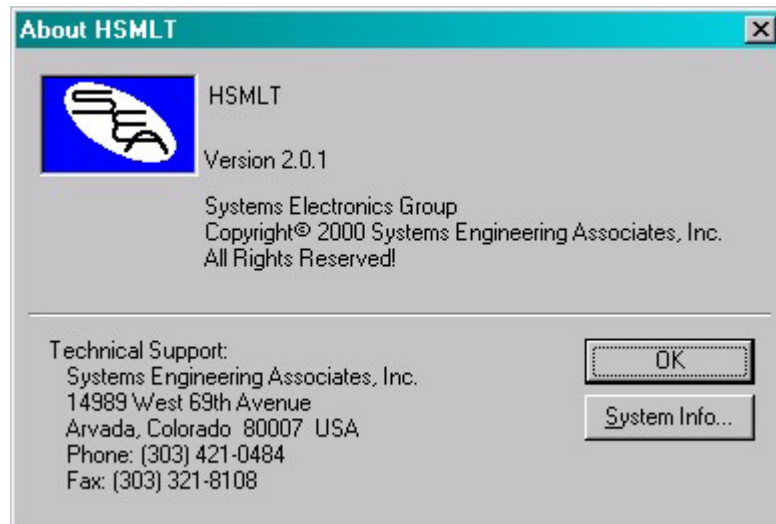 About HSMLT
SEA
HSMLT
Version 2.0.1
Systems Electronics Group
Copyright© 2000 Systems Engineering Associates, Inc.
All Rights Reserved!
Technical Support:
Systems Engineering Associates, Inc.
14989 West 69th Avenue
Arvada, Colorado 80007 USA
Phone: (303) 421-0484
Fax: (303) 321-8108
OK
System Info...